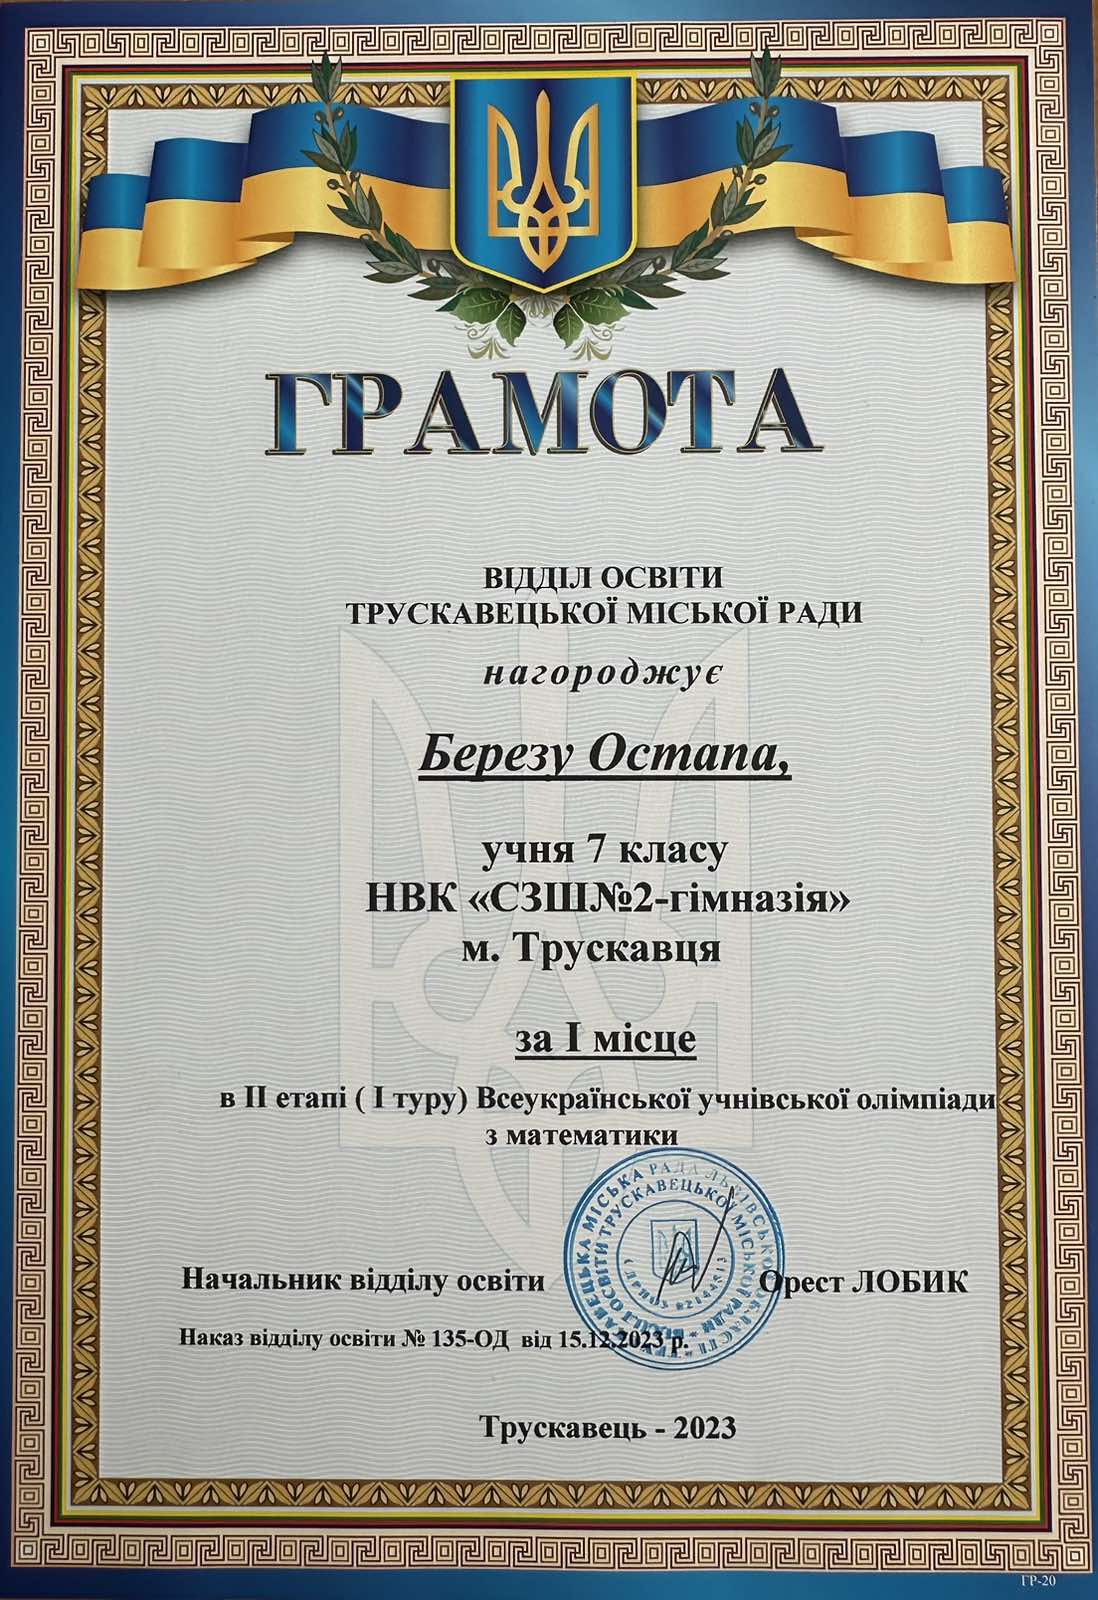 ГРАМОТА
ВІДДІЛ ОСВІТИ
ТРУСКАВЕЦЬКОЇ МІСЬКОЇ РАДИ
нагороджує
Березу Остапа,
учня 7 класу
НВК «СЗШ№2-гімназія»
м. Трускавця
за І місце
в ІІ етапі ( І туру) Всеукраїнської учнівської олімпіади
з математики
Начальник відділу освіти Орест ЛОБИК
Наказ відділу освіти № 135-ОД від 15.12.2023 р.
Трускавець - 2023
ГР-20